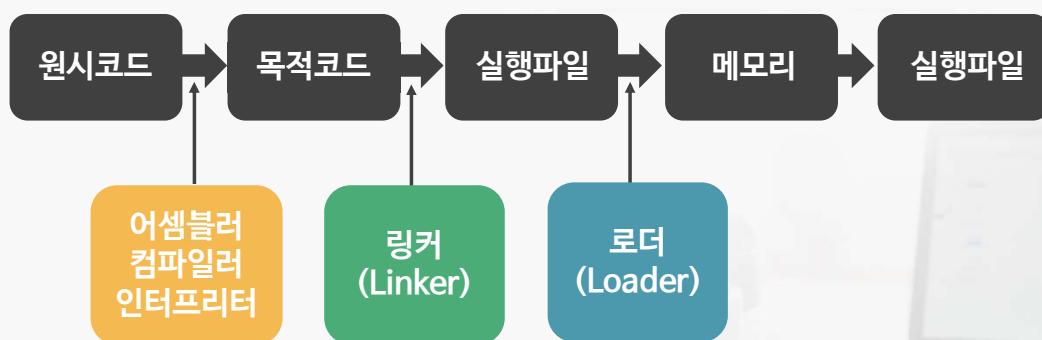 원시코드
목적코드
실행파일
메모리
실행파일
어셈블러
컴파일러
인터프리터
링커
(Linker)
로더
(Loader)